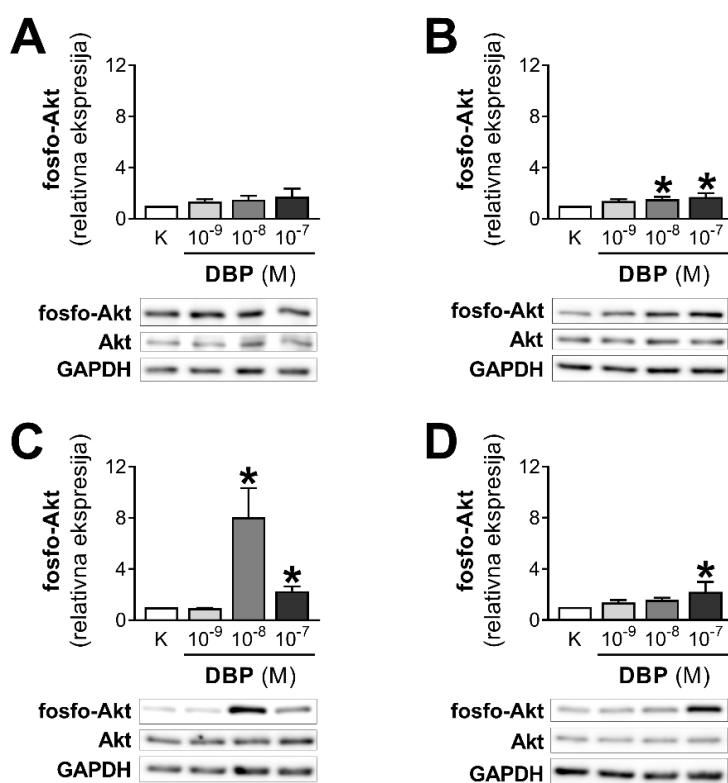 A
fosfo-Akt
(relativna ekspresija)
12
8
4
0
K 10⁻⁹ 10⁻⁸ 10⁻⁷
DBP (M)
fosfo-Akt
Akt
GAPDH
B
fosfo-Akt
(relativna ekspresija)
12
8
4
0
* *
K 10⁻⁹ 10⁻⁸ 10⁻⁷
DBP (M)
fosfo-Akt
Akt
GAPDH
C
fosfo-Akt
(relativna ekspresija)
12
8
4
0
* *
K 10⁻⁹ 10⁻⁸ 10⁻⁷
DBP (M)
fosfo-Akt
Akt
GAPDH
D
fosfo-Akt
(relativna ekspresija)
12
8
4
0
*
K 10⁻⁹ 10⁻⁸ 10⁻⁷
DBP (M)
fosfo-Akt
Akt
GAPDH